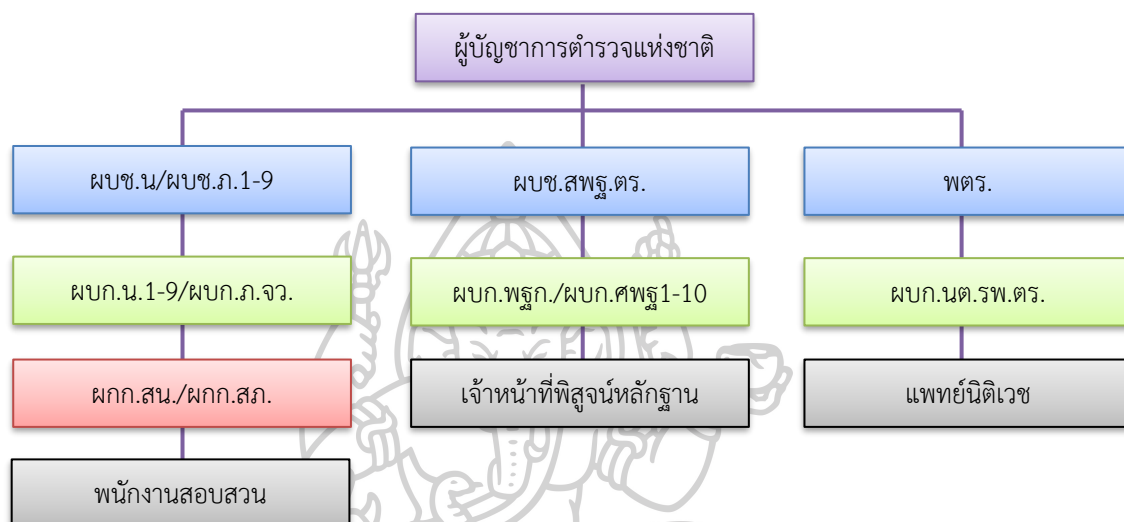 ผู้บัญชาการตำรวจแห่งชาติ
ผบช.น/ผบช.ภ.1-9
ผบช.สพฐ.ตร.
พตร.
ผบก.น.1-9/ผบก.ภ.จว.
ผบก.พฐก./ผบก.ศพฐ1-10
ผบก.นต.รพ.ตร.
ผกก.สน./ผกก.สภ.
เจ้าหน้าที่พิสูจน์หลักฐาน
แพทย์นิติเวช
พนักงานสอบสวน